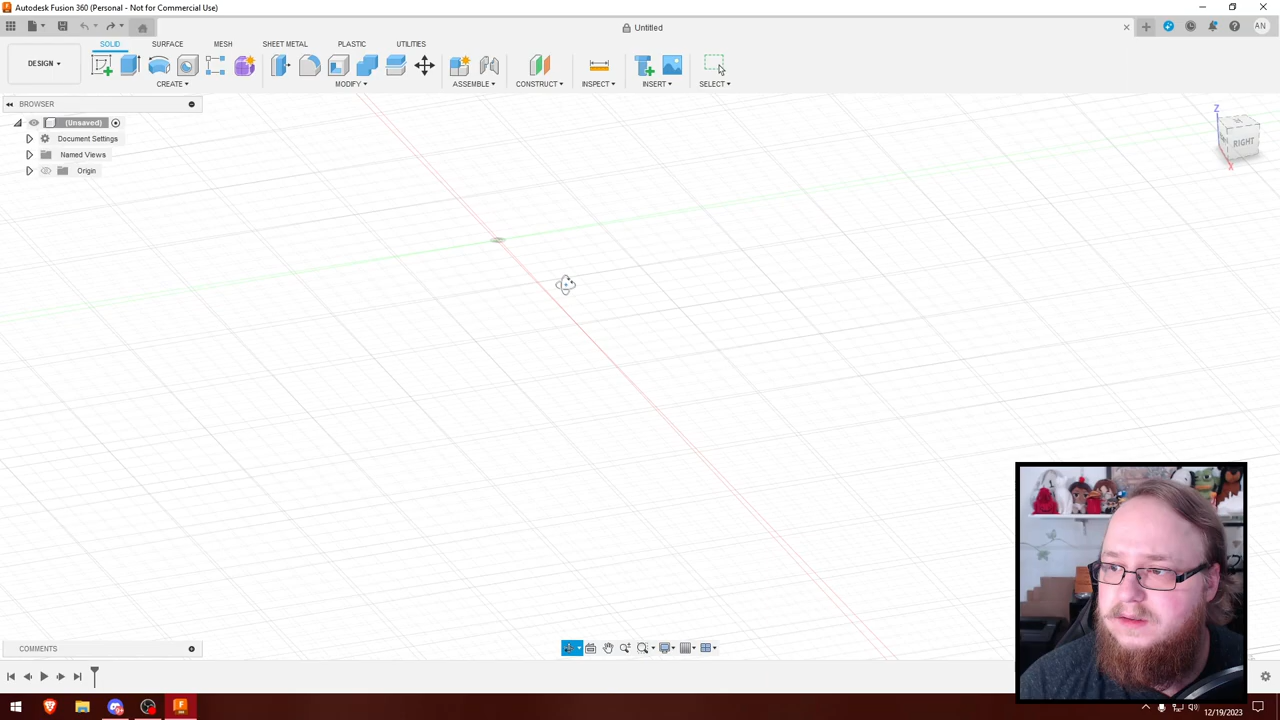 Autodesk Fusion 360 (Personal - Not for Commercial Use)
Untitled
AN
DESIGN
SOLID SURFACE MESH SHEET METAL PLASTIC UTILITIES
CREATE MODIFY ASSEMBLE CONSTRUCT INSPECT INSERT SELECT
BROWSER
(Unsaved)
Document Settings
Named Views
Origin
Z
RIGHT
X
COMMENTS
12/19/2023